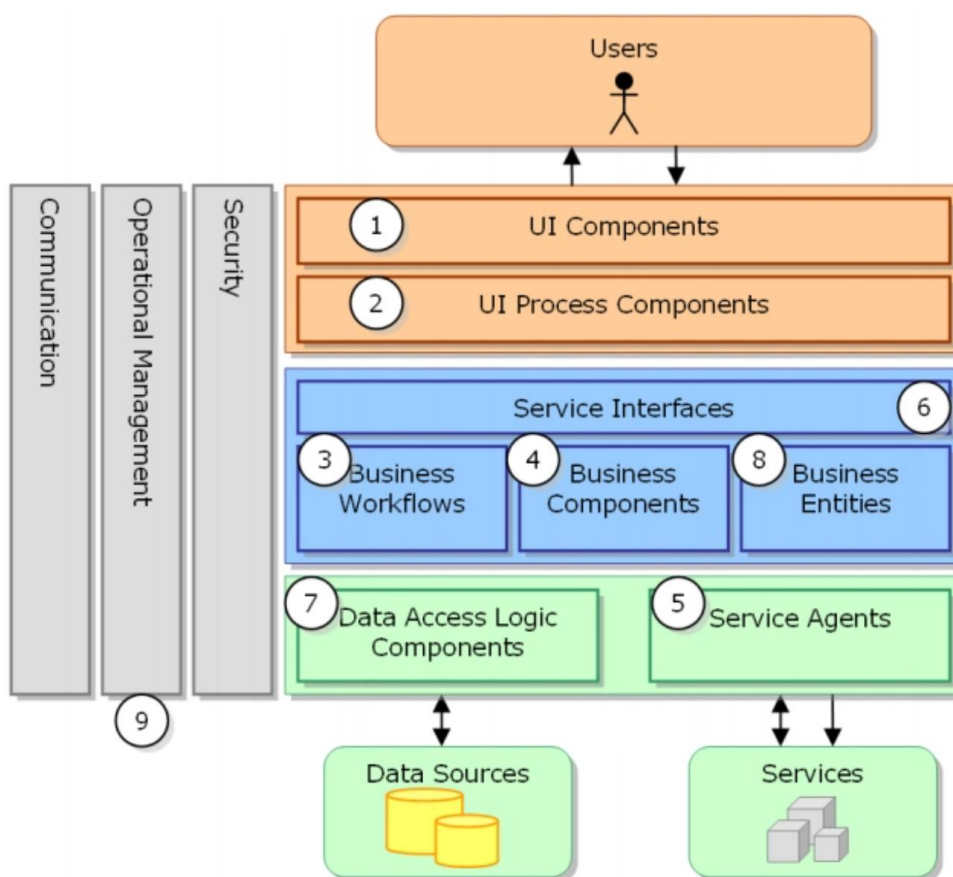 Users
Communication
Operational Management
Security
1
UI Components
2
UI Process Components
Service Interfaces
6
3
Business
Workflows
4
Business
Components
8
Business
Entities
7
Data Access Logic
Components
5
Service Agents
9
Data Sources
Services